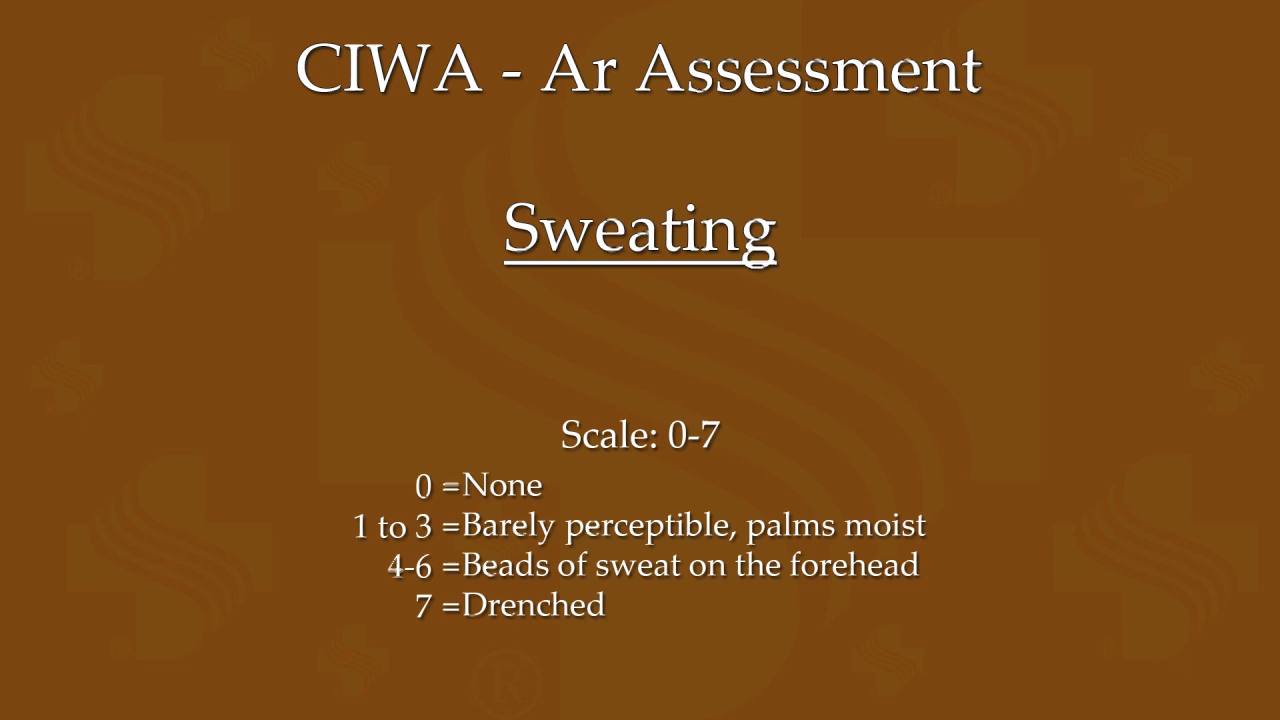 CIWA - Ar Assessment
Sweating
Scale: 0-7
0 =None
1 to 3 =Barely perceptible, palms moist
4-6 =Beads of sweat on the forehead
7 =Drenched
®